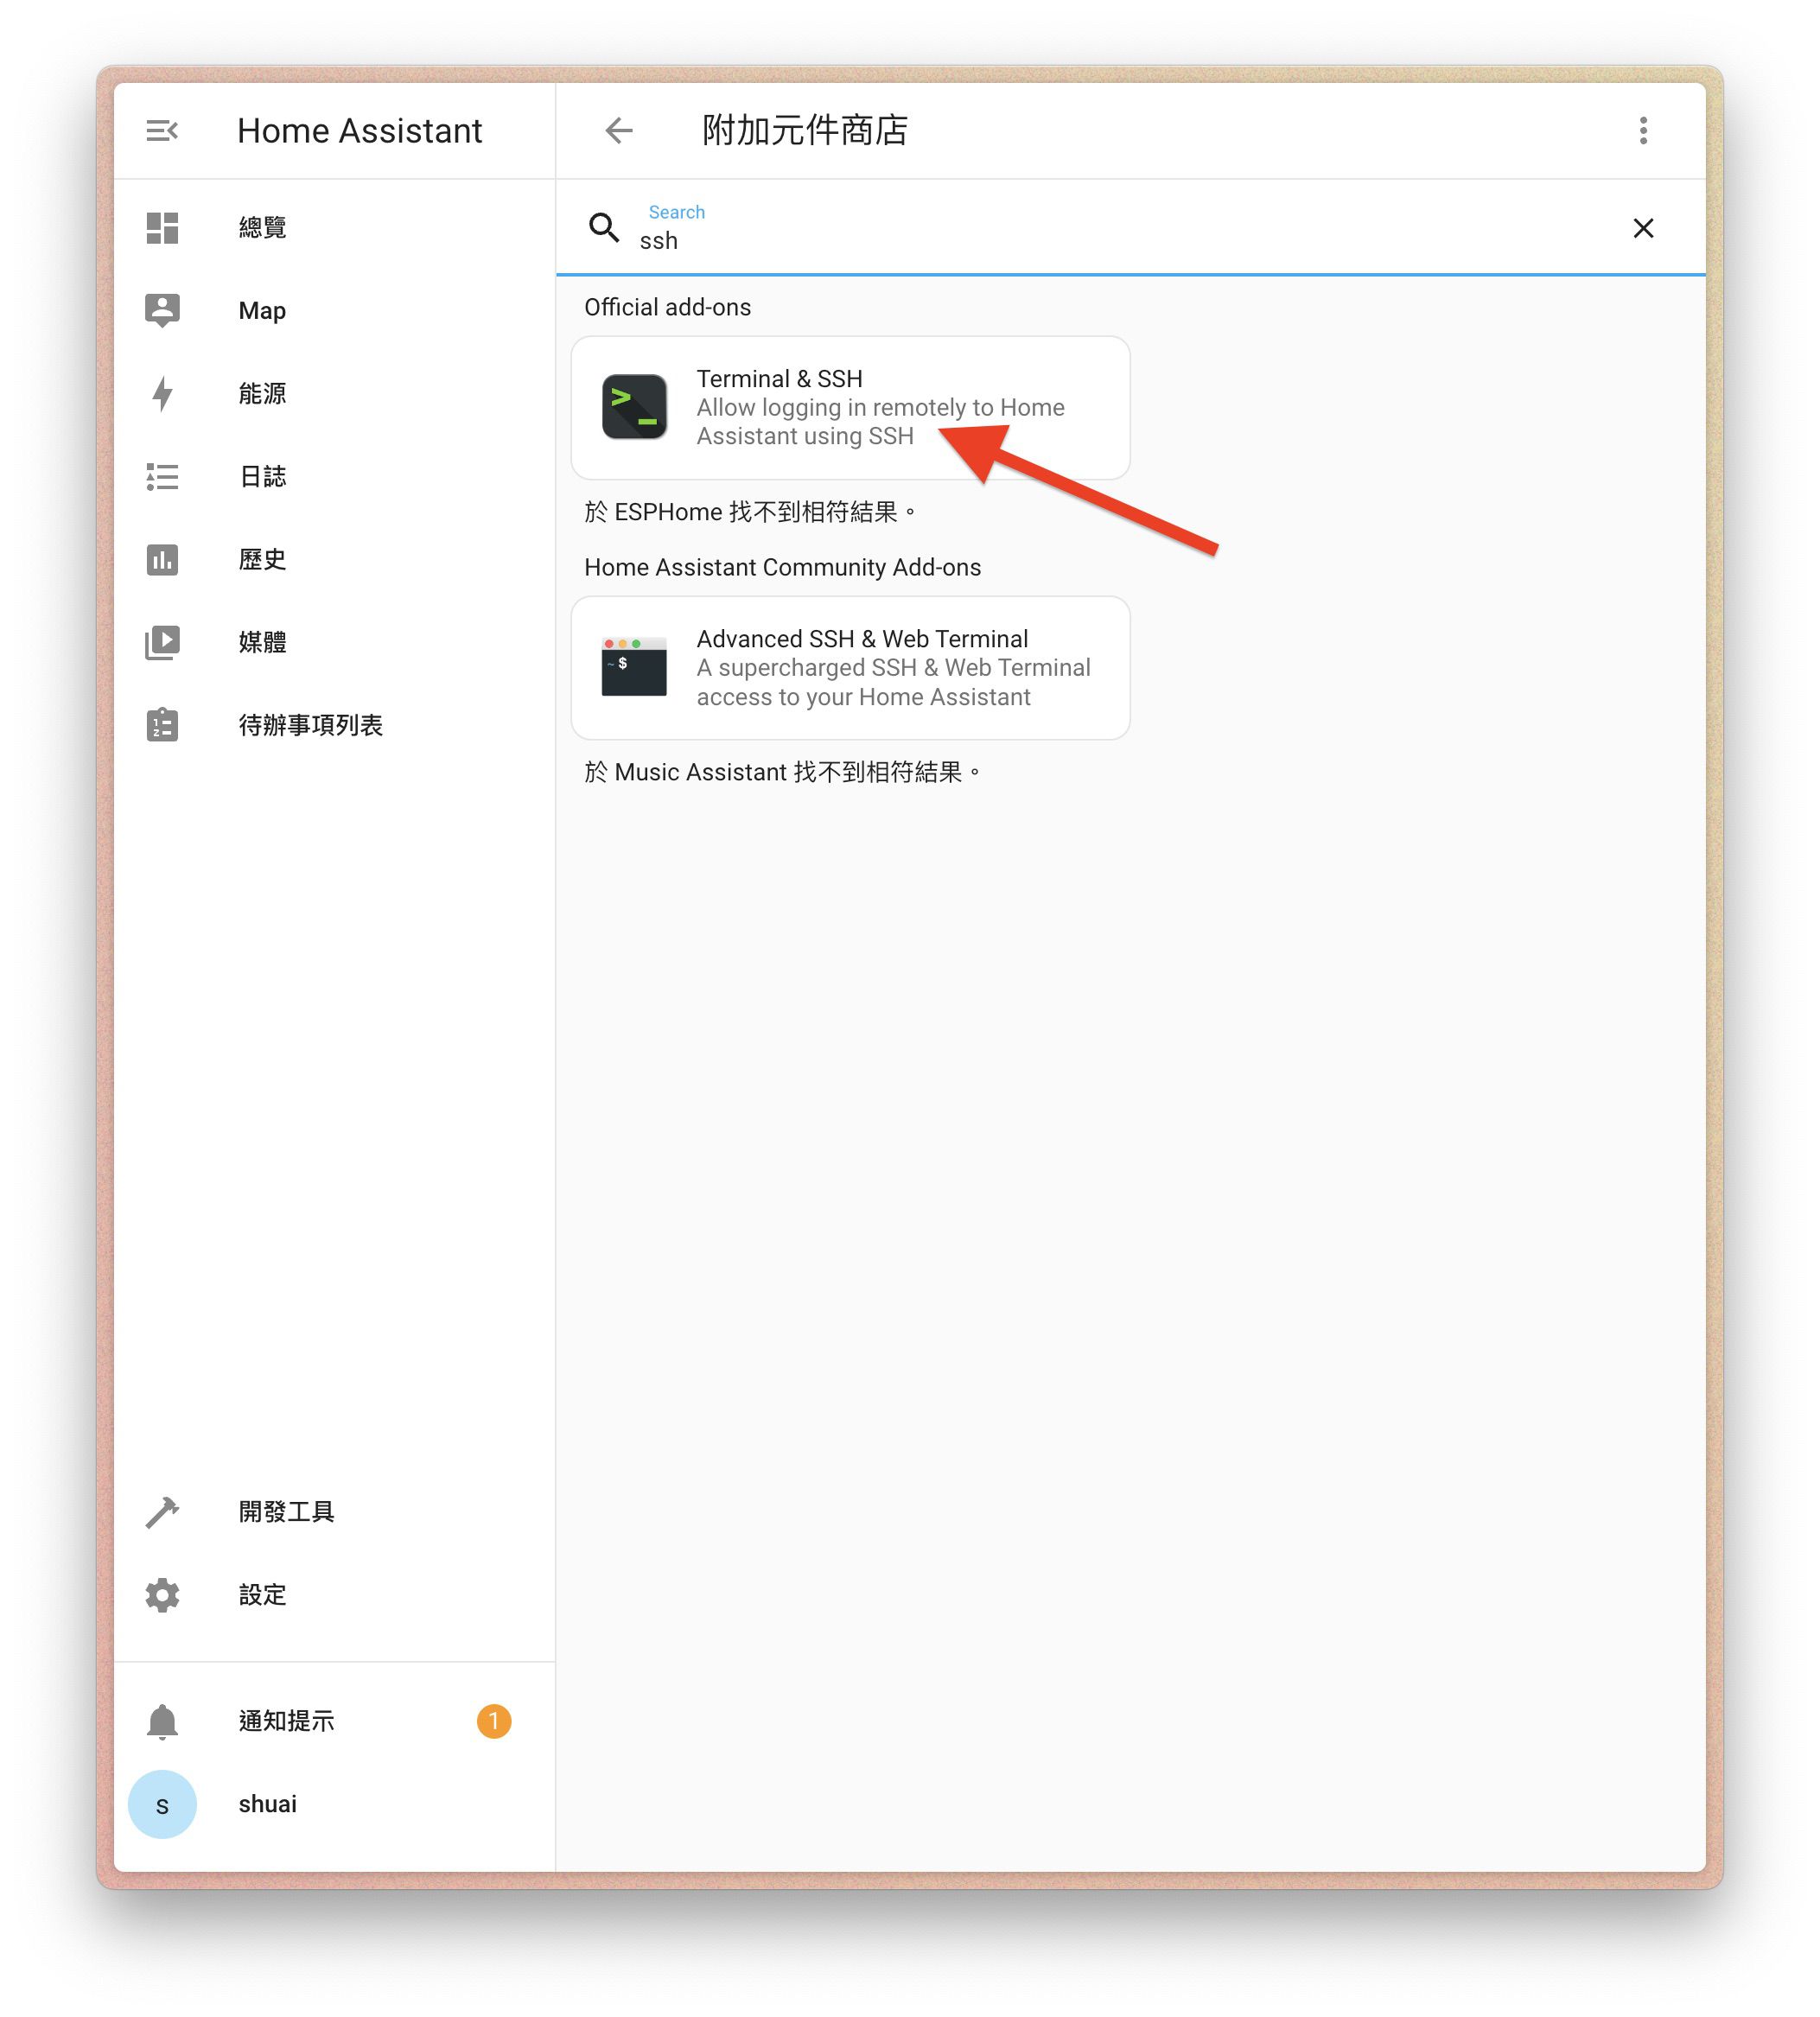 Home Assistant
總覽
Map
能源
日誌
歷史
媒體
待辦事項列表
開發工具
設定
通知提示
1
s
shuai
附加元件商店
Search
ssh
Official add-ons
>_
Terminal & SSH
Allow logging in remotely to Home
Assistant using SSH
於 ESPHome 找不到相符結果。
Home Assistant Community Add-ons
~ $
Advanced SSH & Web Terminal
A supercharged SSH & Web Terminal
access to your Home Assistant
於 Music Assistant 找不到相符結果。